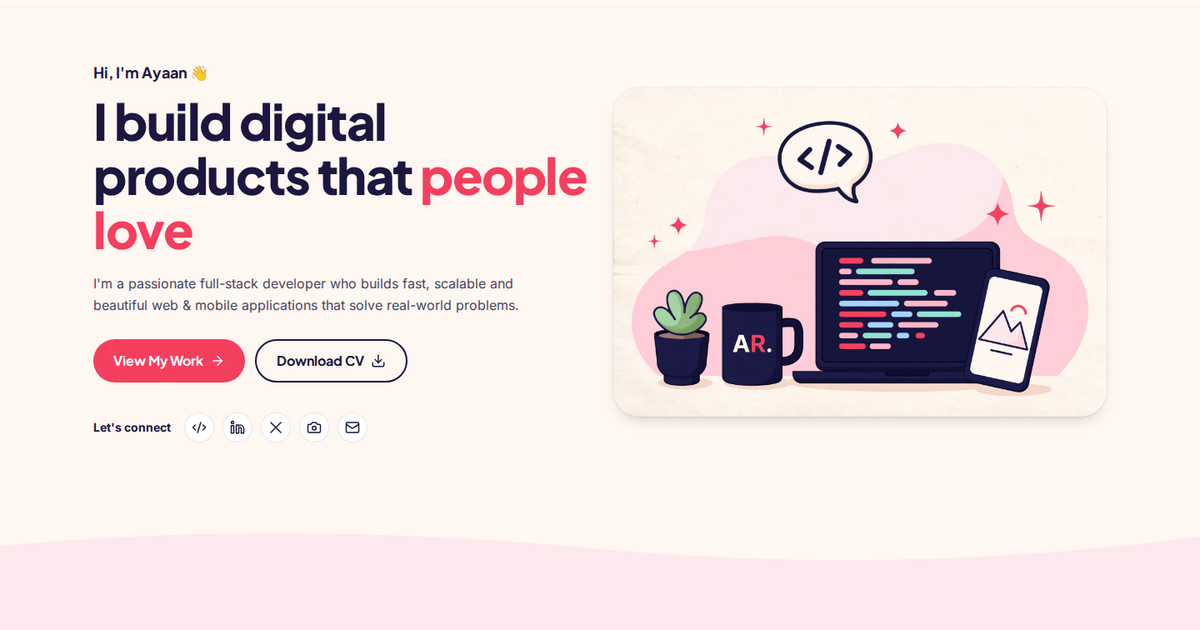 Hi, I'm Ayaan 👋
I build digital
products that people
love
I'm a passionate full-stack developer who builds fast, scalable and
beautiful web & mobile applications that solve real-world problems.
View My Work →
Download CV
Let's connect
</>
AR.